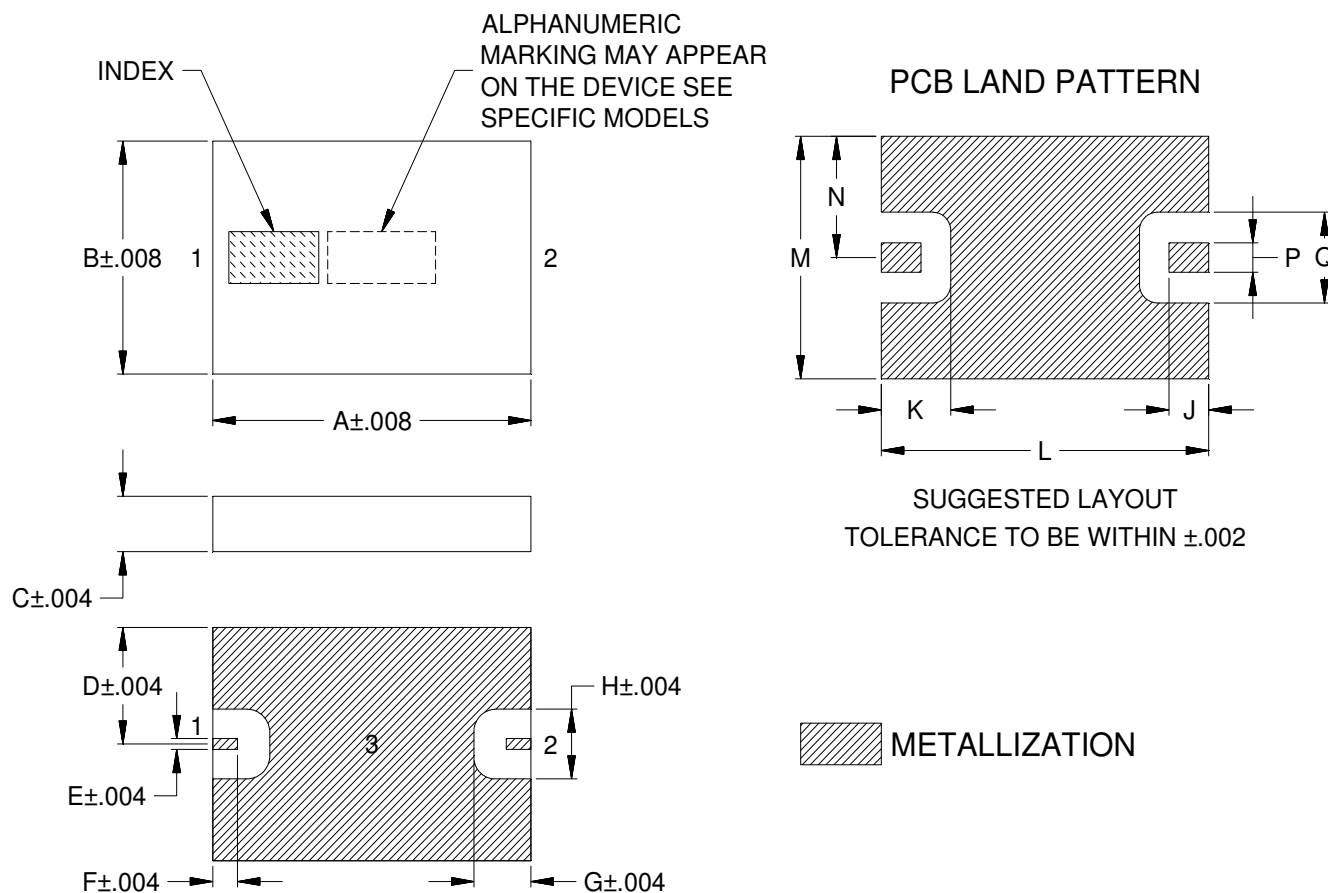 ALPHANUMERIC
MARKING MAY APPEAR
ON THE DEVICE SEE
SPECIFIC MODELS
INDEX
B±.008
1
2
A±.008
C±.004
D±.004
1
E±.004
F±.004
3
H±.004
2
G±.004
PCB LAND PATTERN
N
M
P
Q
K
J
L
SUGGESTED LAYOUT
TOLERANCE TO BE WITHIN ±.002
METALLIZATION